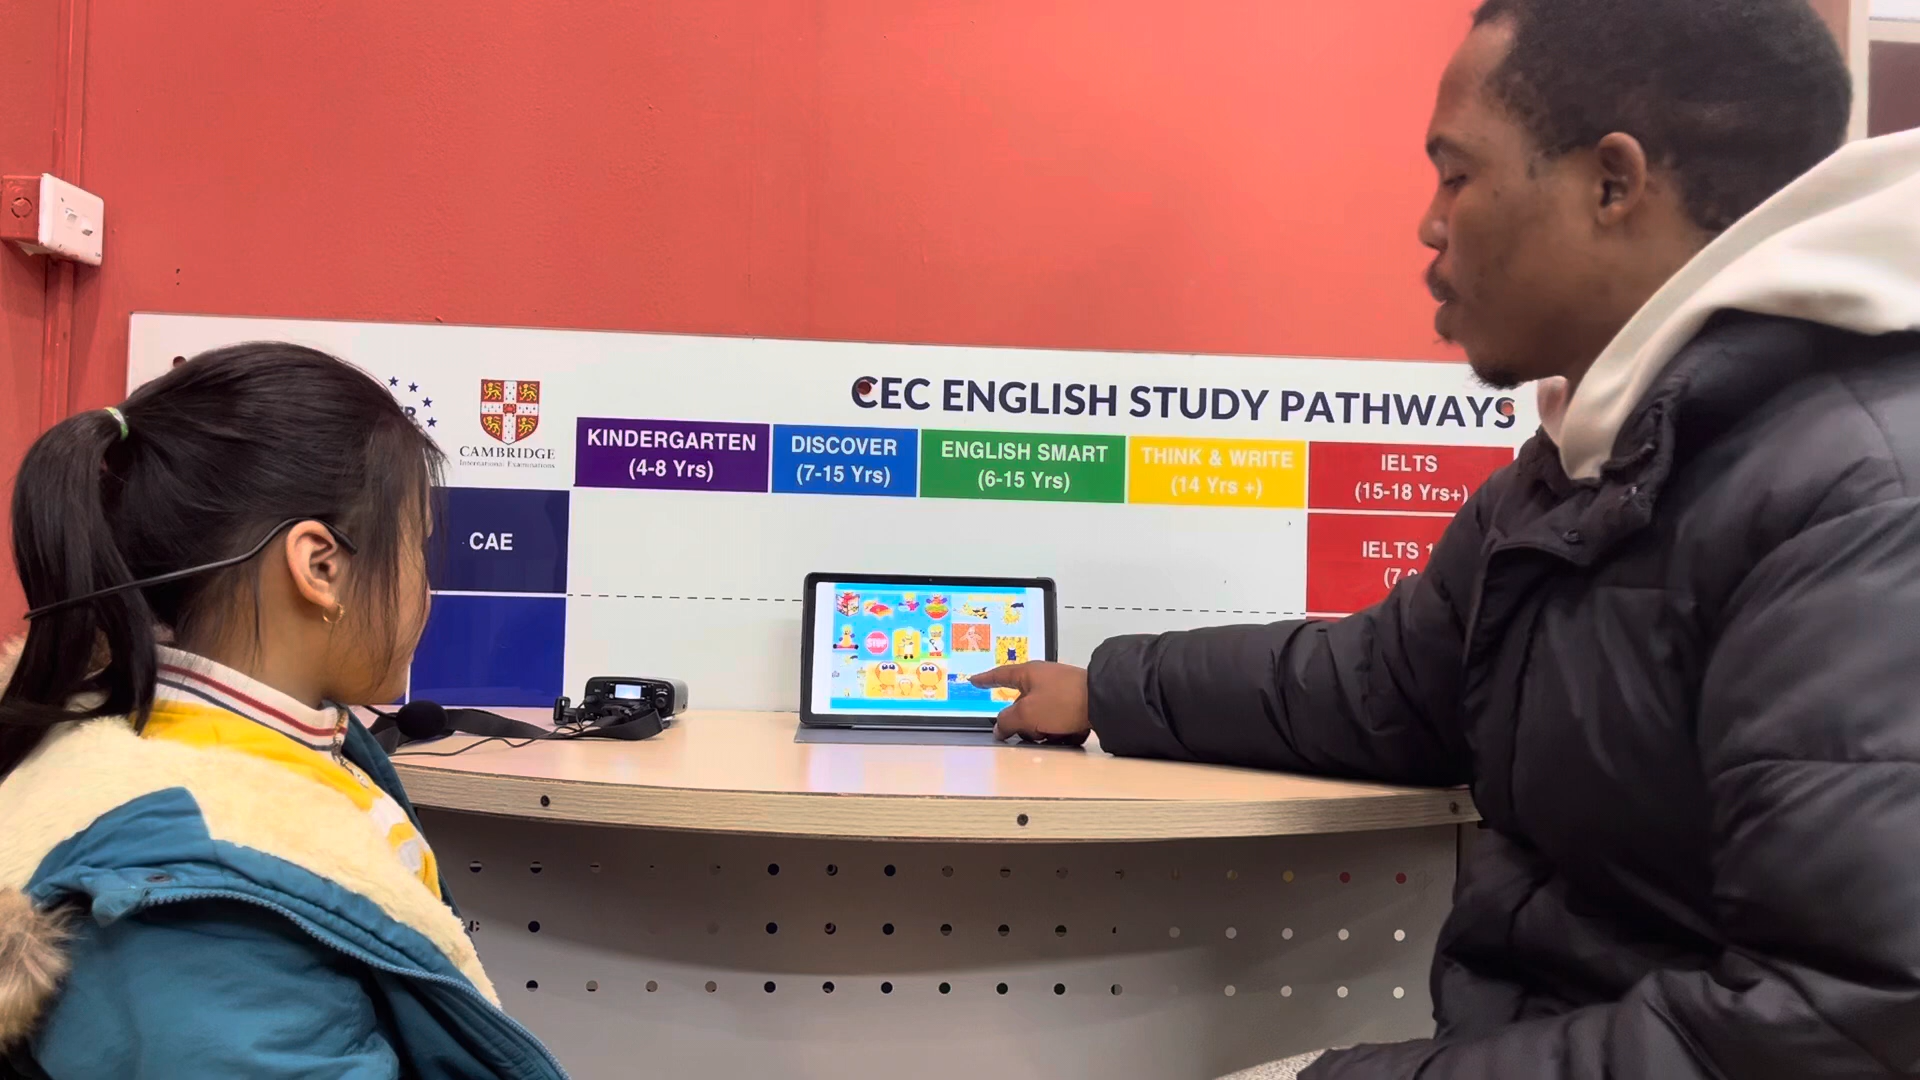 CEC ENGLISH STUDY PATHWAYS
CAMBRIDGE
International Examinations
KINDERGARTEN
(4-8 Yrs)
DISCOVER
(7-15 Yrs)
ENGLISH SMART
(6-15 Yrs)
THINK & WRITE
(14 Yrs +)
IELTS
(15-18 Yrs+)
CAE
IELTS
STOP